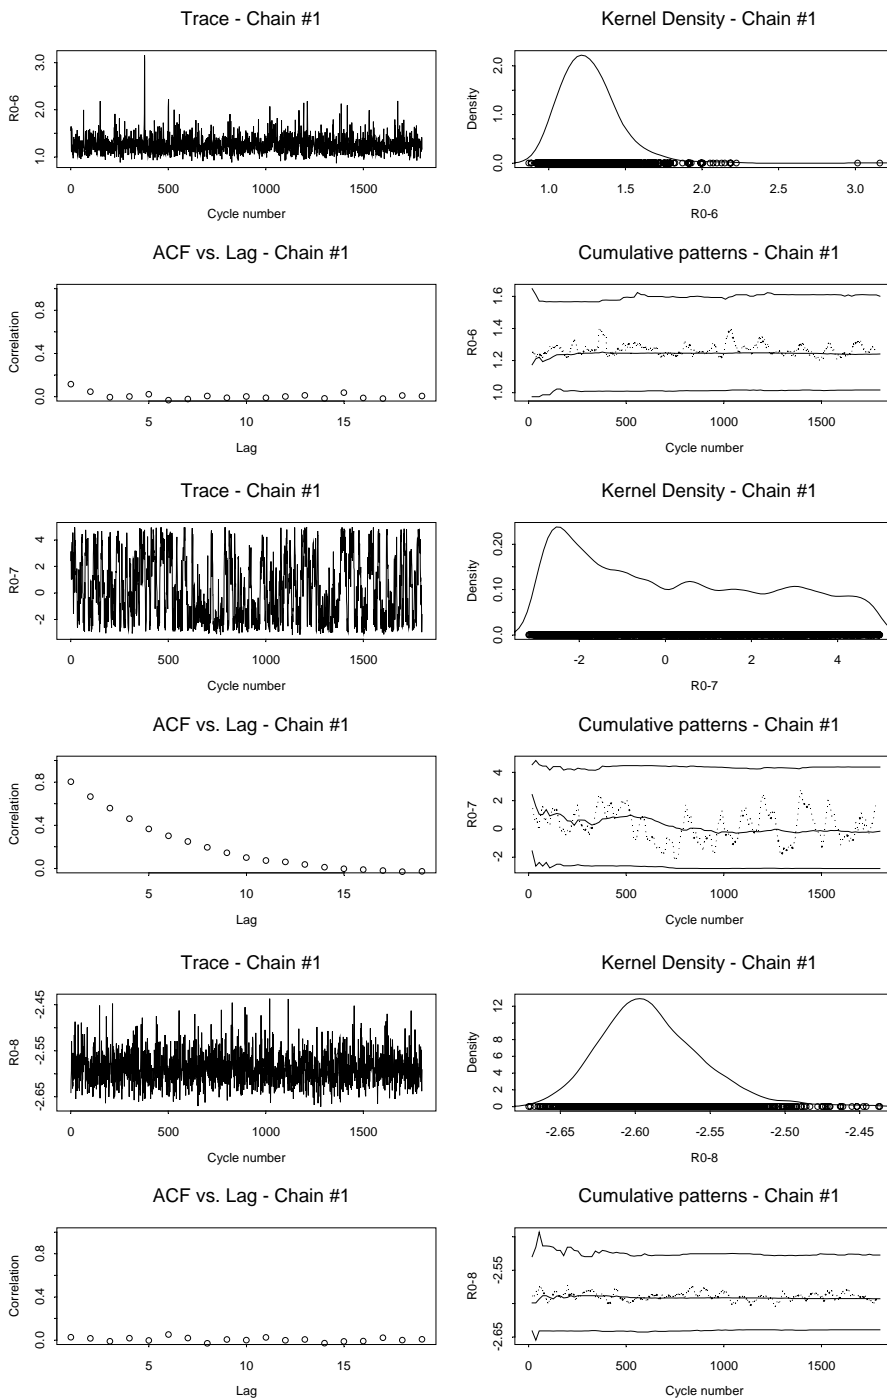 Trace - Chain #1
Kernel Density - Chain #1
R0-6
1.0 2.0 3.0
0 500 1000 1500
Cycle number
Density
0.0 1.0 2.0
1.0 1.5 2.0 2.5 3.0
R0-6
ACF vs. Lag - Chain #1
Cumulative patterns - Chain #1
Correlation
0.0 0.4 0.8
5 10 15
Lag
R0-6
1.0 1.2 1.4 1.6
0 500 1000 1500
Cycle number
Trace - Chain #1
Kernel Density - Chain #1
R0-7
-2 0 2 4
0 500 1000 1500
Cycle number
Density
0.0 0.10 0.20
-2 0 2 4
R0-7
ACF vs. Lag - Chain #1
Cumulative patterns - Chain #1
Correlation
0.0 0.4 0.8
5 10 15
Lag
R0-7
-2 0 2 4
0 500 1000 1500
Cycle number
Trace - Chain #1
Kernel Density - Chain #1
R0-8
-2.65 -2.55 -2.45
0 500 1000 1500
Cycle number
Density
0 2 4 6 8 12
-2.65 -2.60 -2.55 -2.50 -2.45
R0-8
ACF vs. Lag - Chain #1
Cumulative patterns - Chain #1
Correlation
0.0 0.4 0.8
5 10 15
Lag
R0-8
-2.65 -2.55
0 500 1000 1500
Cycle number